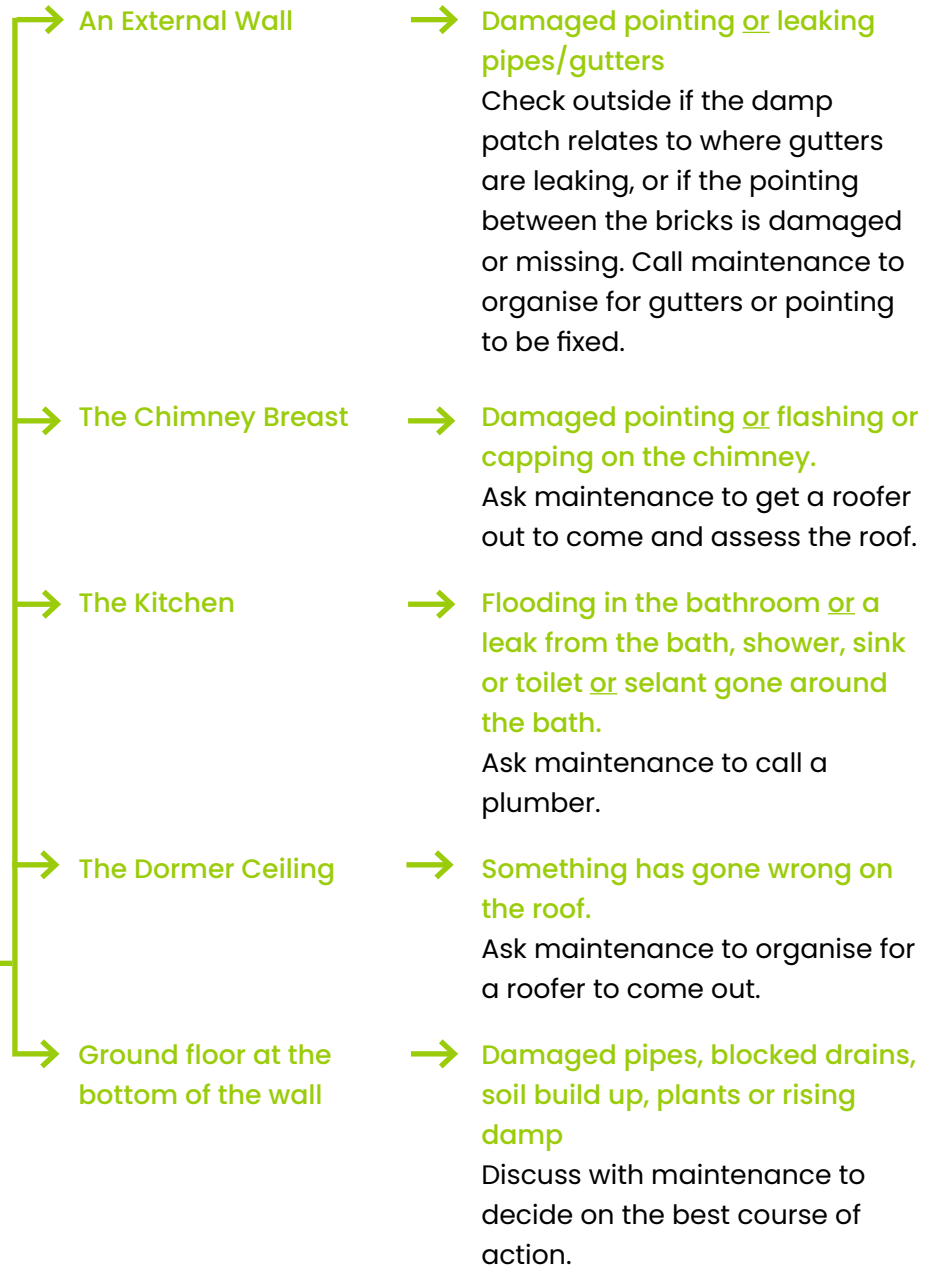 An External Wall
Damaged pointing or leaking
pipes/gutters
Check outside if the damp
patch relates to where gutters
are leaking, or if the pointing
between the bricks is damaged
or missing. Call maintenance to
organise for gutters or pointing
to be fixed.
The Chimney Breast
Damaged pointing or flashing or
capping on the chimney.
Ask maintenance to get a roofer
out to come and assess the roof.
The Kitchen
Flooding in the bathroom or a
leak from the bath, shower, sink
or toilet or selant gone around
the bath.
Ask maintenance to call a
plumber.
The Dormer Ceiling
Something has gone wrong on
the roof.
Ask maintenance to organise for
a roofer to come out.
Ground floor at the
bottom of the wall
Damaged pipes, blocked drains,
soil build up, plants or rising
damp
Discuss with maintenance to
decide on the best course of
action.